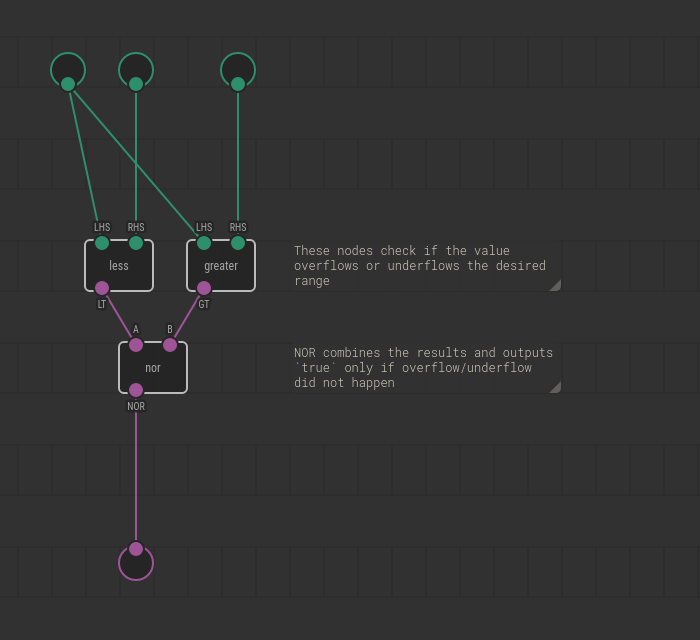 LHS RHS LHS RHS
less greater
LT GT
These nodes check if the value
overflows or underflows the desired
range
A B
nor
NOR
NOR combines the results and outputs
`true` only if overflow/underflow
did not happen